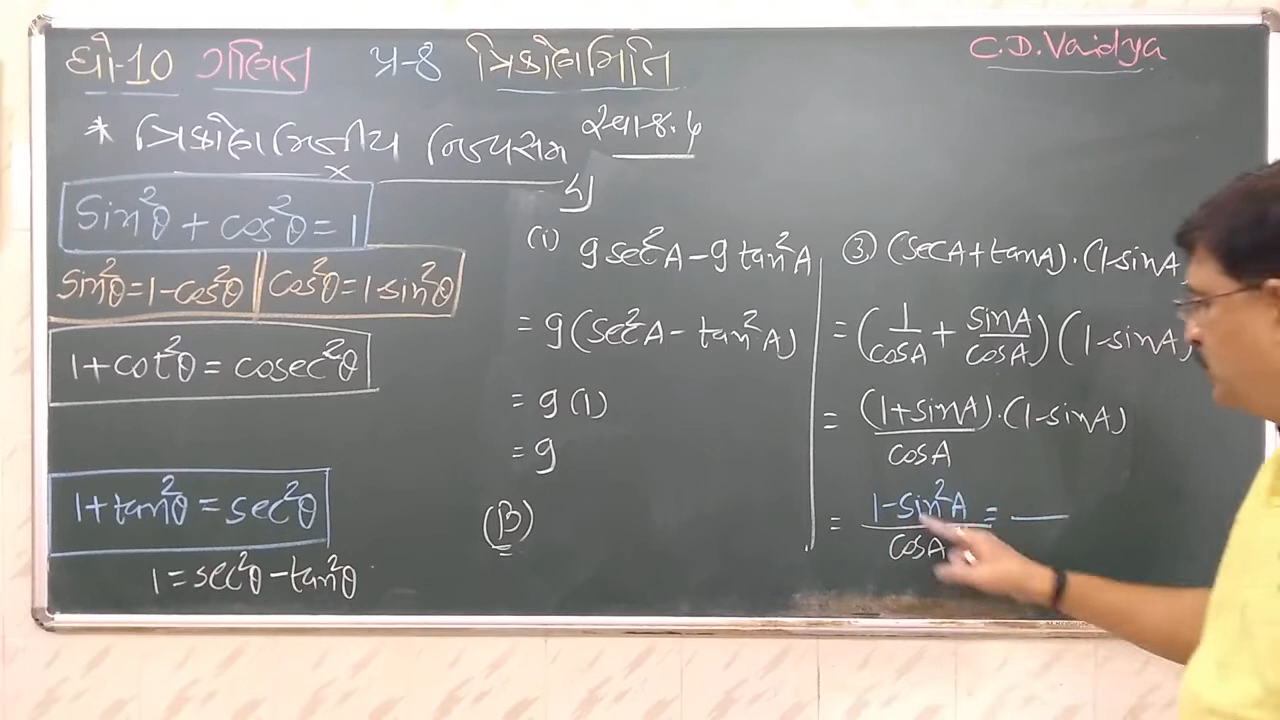 ધો-10 ગણિત પ્ર-8 ત્રિકોણમિતિ
C.D.Vaidya
* ત્રિકોણમિતીય નિત્યસમ
સ્વા-8.4
Sin²θ + cos²θ = 1
sin²θ = 1-cos²θ
cos²θ = 1-sin²θ
1 + cot²θ = cosec²θ
1 + tan²θ = sec²θ
1 = sec²θ - tan²θ
4
(i) 9 sec²A - 9 tan²A
= 9(sec²A - tan²A)
= 9(1)
= 9
(B)
③ (secA + tanA).(1-sinA
= (1/cosA + sinA/cosA)(1-sinA)
= (1+sinA)/cosA.(1-sinA)
= 1-sin²A/cosA =